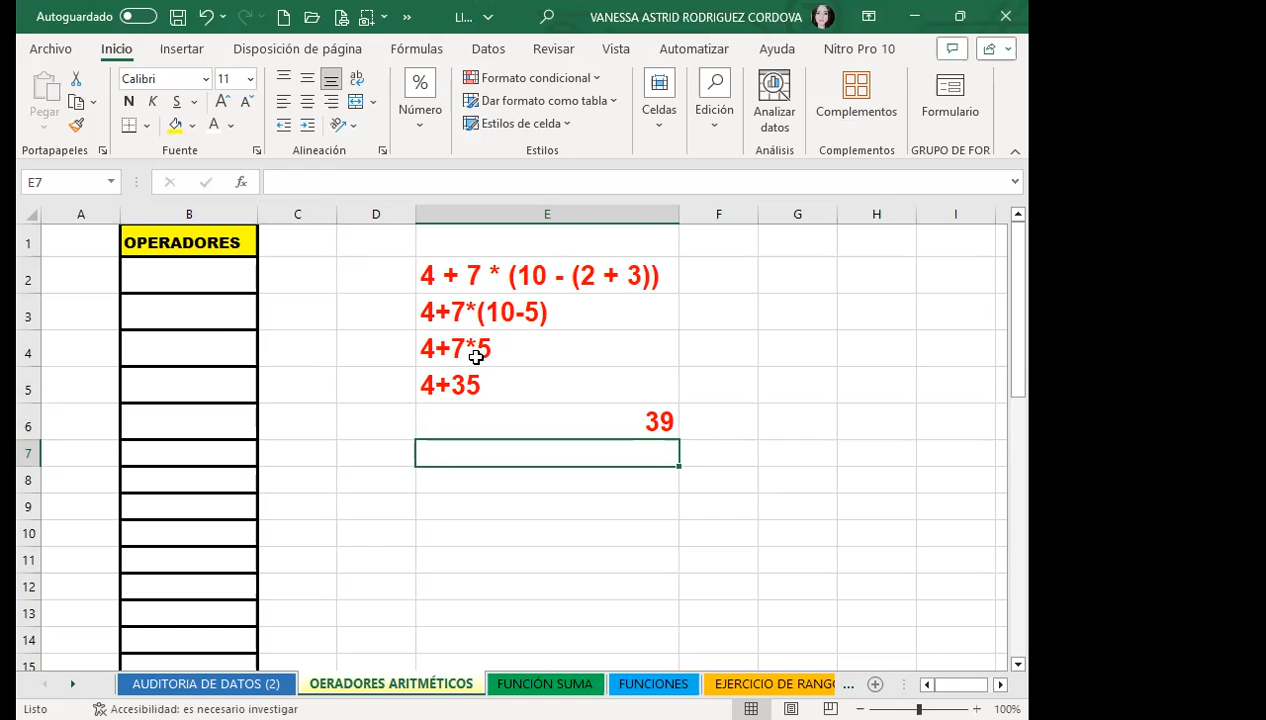 Autoguardado
»
LI...
VANESSA ASTRID RODRIGUEZ CORDOVA
Archivo Inicio Insertar Disposición de página Fórmulas Datos Revisar Vista Automatizar Ayuda Nitro Pro 10
Pegar
Portapapeles
Calibri 11
N K S A A
A
Fuente
ab
Alineación
%
Número
Formato condicional
Dar formato como tabla
Estilos de celda
Estilos
Celdas
Edición
Analizar
datos
Análisis
Complementos
Complementos
Formulario
GRUPO DE FOR
E7
fx
A B C D E F G H I
1 OPERADORES
2 4 + 7 * (10 - (2 + 3))
3 4+7*(10-5)
4 4+7*5
5 4+35
6 39
7
8
9
10
11
12
13
14
15
AUDITORIA DE DATOS (2) OERADORES ARITMÉTICOS FUNCIÓN SUMA FUNCIONES EJERCICIO DE RANGO ...
Listo Accesibilidad: es necesario investigar 100%